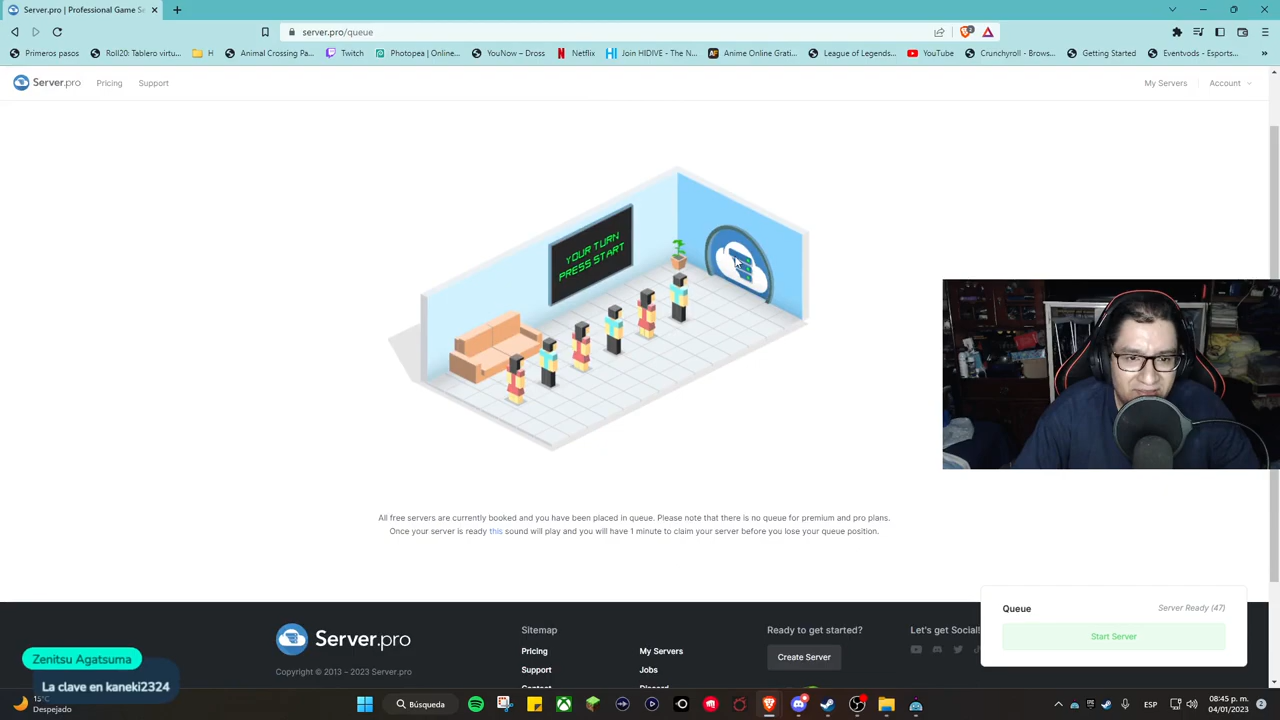 Server.pro | Professional Game Se
server.pro/queue
Primeros pasos
Roll20: Tablero virtu...
H
Animal Crossing Pa...
Twitch
Photopea | Online...
YouNow – Dross
Netflix
Join HIDIVE - The N...
Anime Online Grati...
League of Legends...
YouTube
Crunchyroll - Brows...
Getting Started
Eventvods - Esports...
Server.pro
Pricing
Support
My Servers
Account
YOUR TURN
PRESS START
All free servers are currently booked and you have been placed in queue. Please note that there is no queue for premium and pro plans.
Once your server is ready this sound will play and you will have 1 minute to claim your server before you lose your queue position.
Queue
Server Ready (47)
Start Server
Server.pro
Copyright © 2013 – 2023 Server.pro
Sitemap
Pricing
Support
My Servers
Jobs
Ready to get started?
Create Server
Let's get Social!
Zenitsu Agatsuma
La clave en kaneki2324
15°C
Despejado
Búsqueda
ESP
08:45 p. m.
04/01/2023